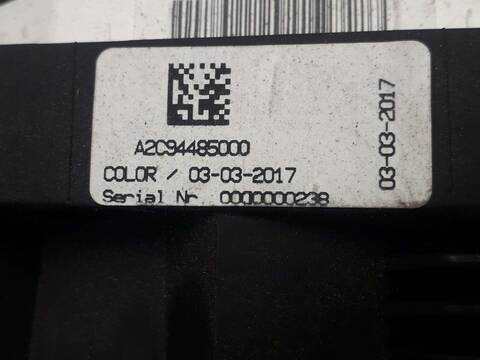 A2C94485000
COLOR / 03-03-2017
Serial Nr 0000000238
03-03-2017